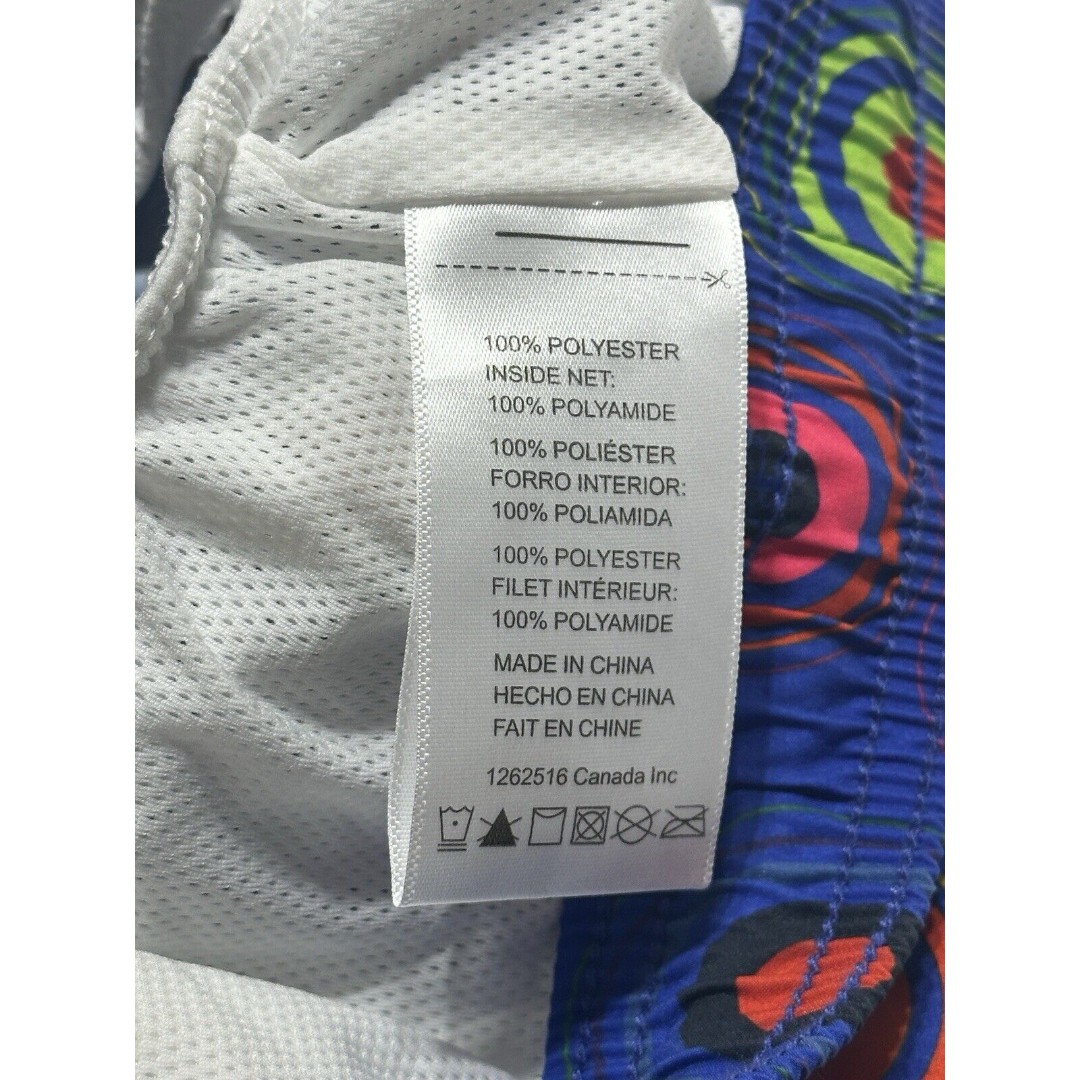 100% POLYESTER
INSIDE NET:
100% POLYAMIDE
100% POLIÉSTER
FORRO INTERIOR:
100% POLIAMIDA
100% POLYESTER
FILET INTÉRIEUR:
100% POLYAMIDE
MADE IN CHINA
HECHO EN CHINA
FAIT EN CHINE
1262516 Canada Inc